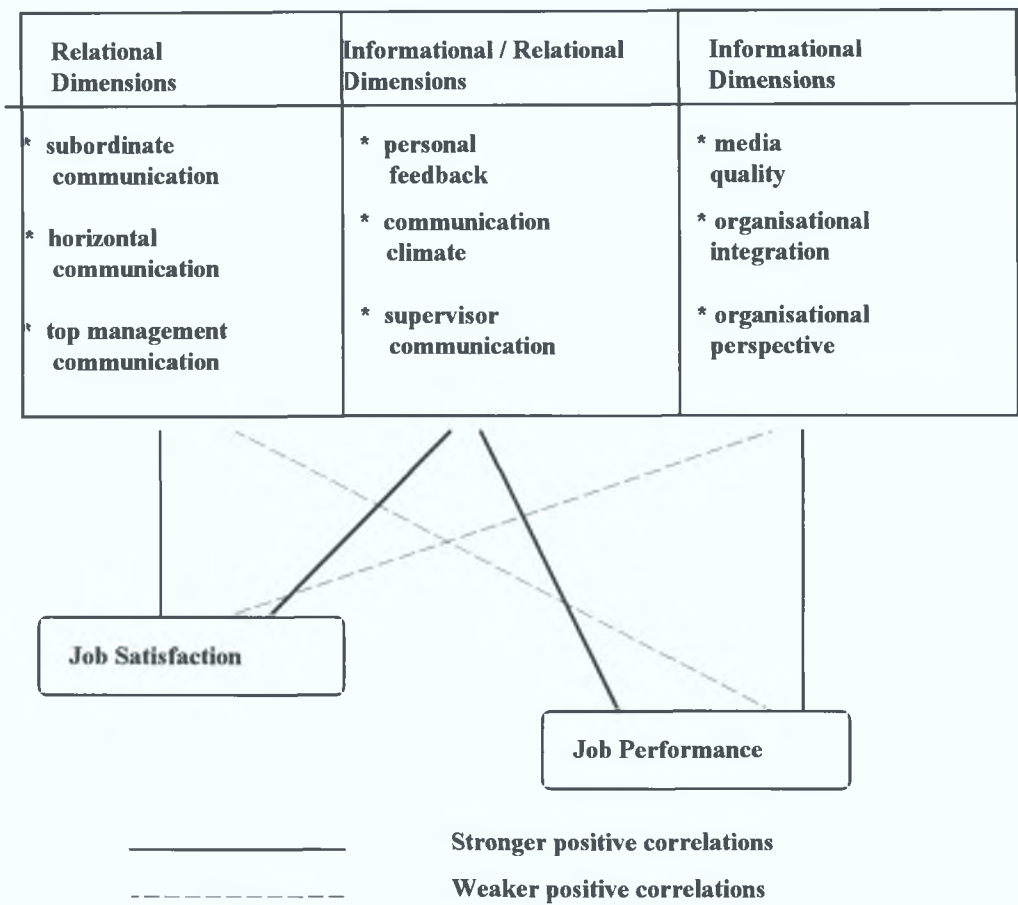 Relational
Dimensions
Informational / Relational
Dimensions
Informational
Dimensions
* subordinate
communication
* horizontal
communication
* top management
communication
* personal
feedback
* communication
climate
* supervisor
communication
* media
quality
* organisational
integration
* organisational
perspective
Job Satisfaction
Job Performance
Stronger positive correlations
Weaker positive correlations